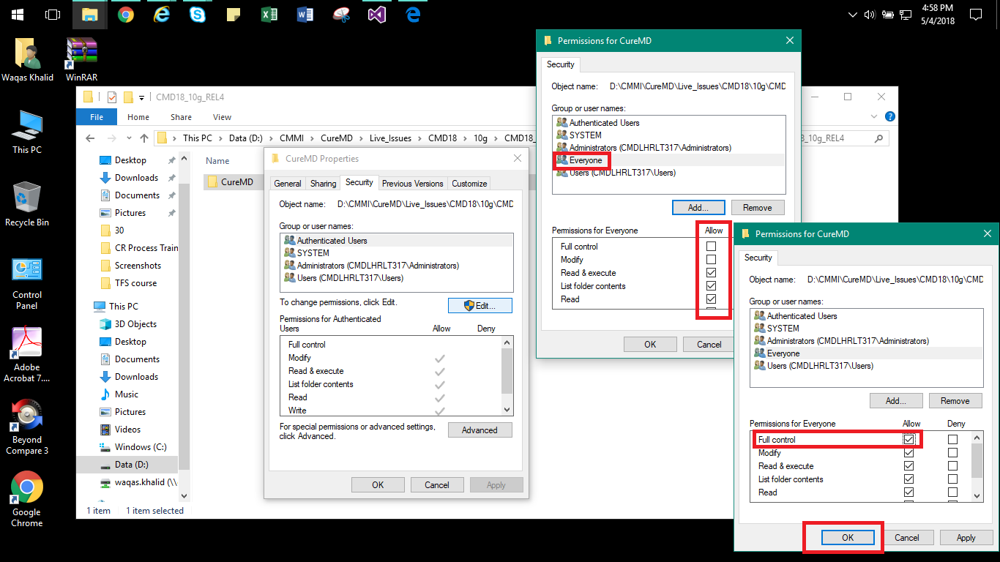 4:58 PM
5/4/2018
Waqas Khalid
WinRAR
This PC
Recycle Bin
Control
Panel
Adobe
Acrobat 7....
Beyond
Compare 3
Google
Chrome
CMD18_10g_REL4
File Home Share View
This PC > Data (D:) > CMMI > CureMD > Live_Issues > CMD18 > 10g > CMD18_
8_10g_REL4
Desktop
Downloads
Documents
Pictures
30
CR Process Train
Screenshots
TFS course
This PC
3D Objects
Desktop
Documents
Downloads
Music
Pictures
Videos
Windows (C:)
Data (D:)
waqas.khalid (\\
Name
CureMD
1 item 1 item selected
CureMD Properties
General Sharing Security Previous Versions Customize
Object name: D:\CMMI\CureMD\Live_Issues\CMD18\10g\CMD
Group or user names:
Authenticated Users
SYSTEM
Administrators (CMDLHRLT317\Administrators)
Users (CMDLHRLT317\Users)
To change permissions, click Edit. Edit...
Permissions for Authenticated
Users Allow Deny
Full control
Modify
Read & execute
List folder contents
Read
Write
For special permissions or advanced settings,
click Advanced. Advanced
OK Cancel Apply
Permissions for CureMD
Security
Object name: D:\CMMI\CureMD\Live_Issues\CMD18\10g\CMD
Group or user names:
Authenticated Users
SYSTEM
Administrators (CMDLHRLT317\Administrators)
Everyone
Users (CMDLHRLT317\Users)
Add... Remove
Permissions for Everyone Allow
Full control
Modify
Read & execute
List folder contents
Read
OK Cancel
Permissions for CureMD
Security
Object name: D:\CMMI\CureMD\Live_Issues\CMD18\10g\CMD
Group or user names:
Authenticated Users
SYSTEM
Administrators (CMDLHRLT317\Administrators)
Everyone
Users (CMDLHRLT317\Users)
Add... Remove
Permissions for Everyone Allow Deny
Full control
Modify
Read & execute
List folder contents
Read
OK Cancel Apply